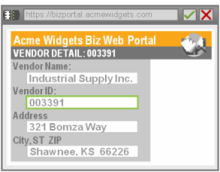 https://bizportal.acmewidgets.com
Acme Widgets Biz Web Portal
VENDOR DETAIL: 003391
Vendor Name:
Industrial Supply Inc.
Vendor ID:
003391
Address
321 Bomza Way
City, ST ZIP
Shawnee, KS 66226